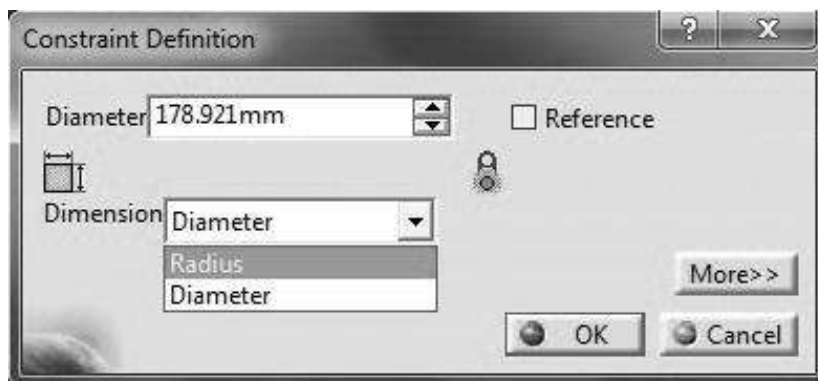 Constraint Definition
? X
Diameter 178.921mm
Reference
Dimension Diameter
Radius
Diameter
More>>
OK Cancel